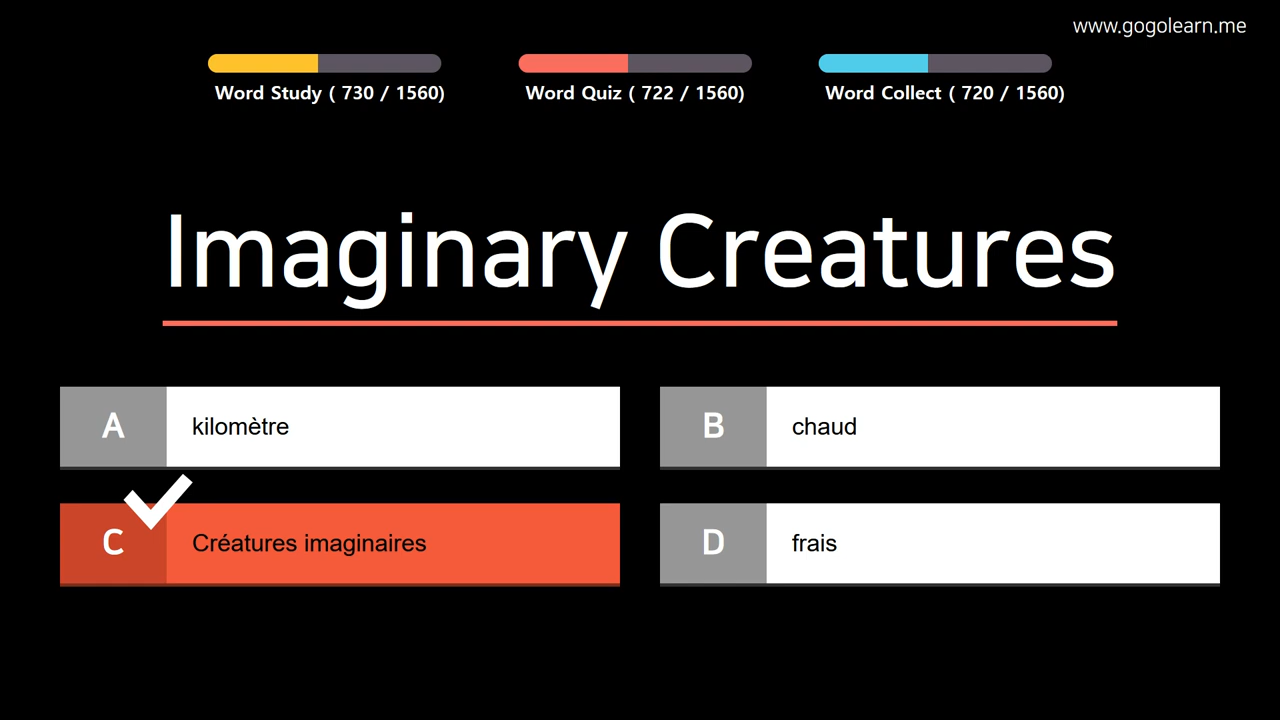 www.gogolearn.me
Word Study ( 730 / 1560)
Word Quiz ( 722 / 1560)
Word Collect ( 720 / 1560)
Imaginary Creatures
A
kilomètre
B
chaud
C
Créatures imaginaires
D
frais